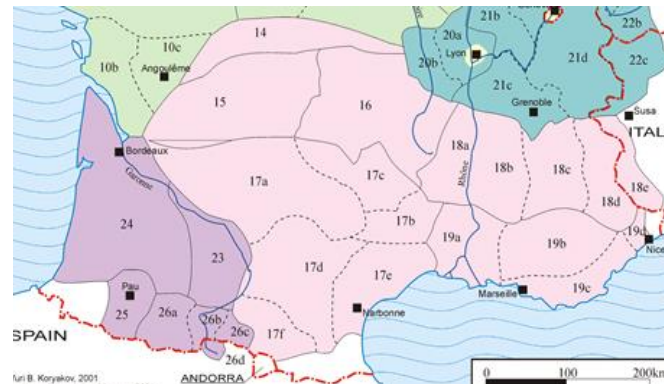 21b
22b
10c
14
20a
10b
Angoulême
Lyon
20b
21d
22c
15
16
21c
Grenoble
Susa
ITAL
Bordeaux
Garonne
18a
Rhône
18b
18c
18e
17a
17c
18d
24
17b
19a
19b
19d
Nice
23
17d
17e
Pau
25
26a
26b
26c
17f
Narbonne
Marseille
19c
SPAIN
26d
Yuri B. Koryakov, 2001
ANDORRA
0 100 200km